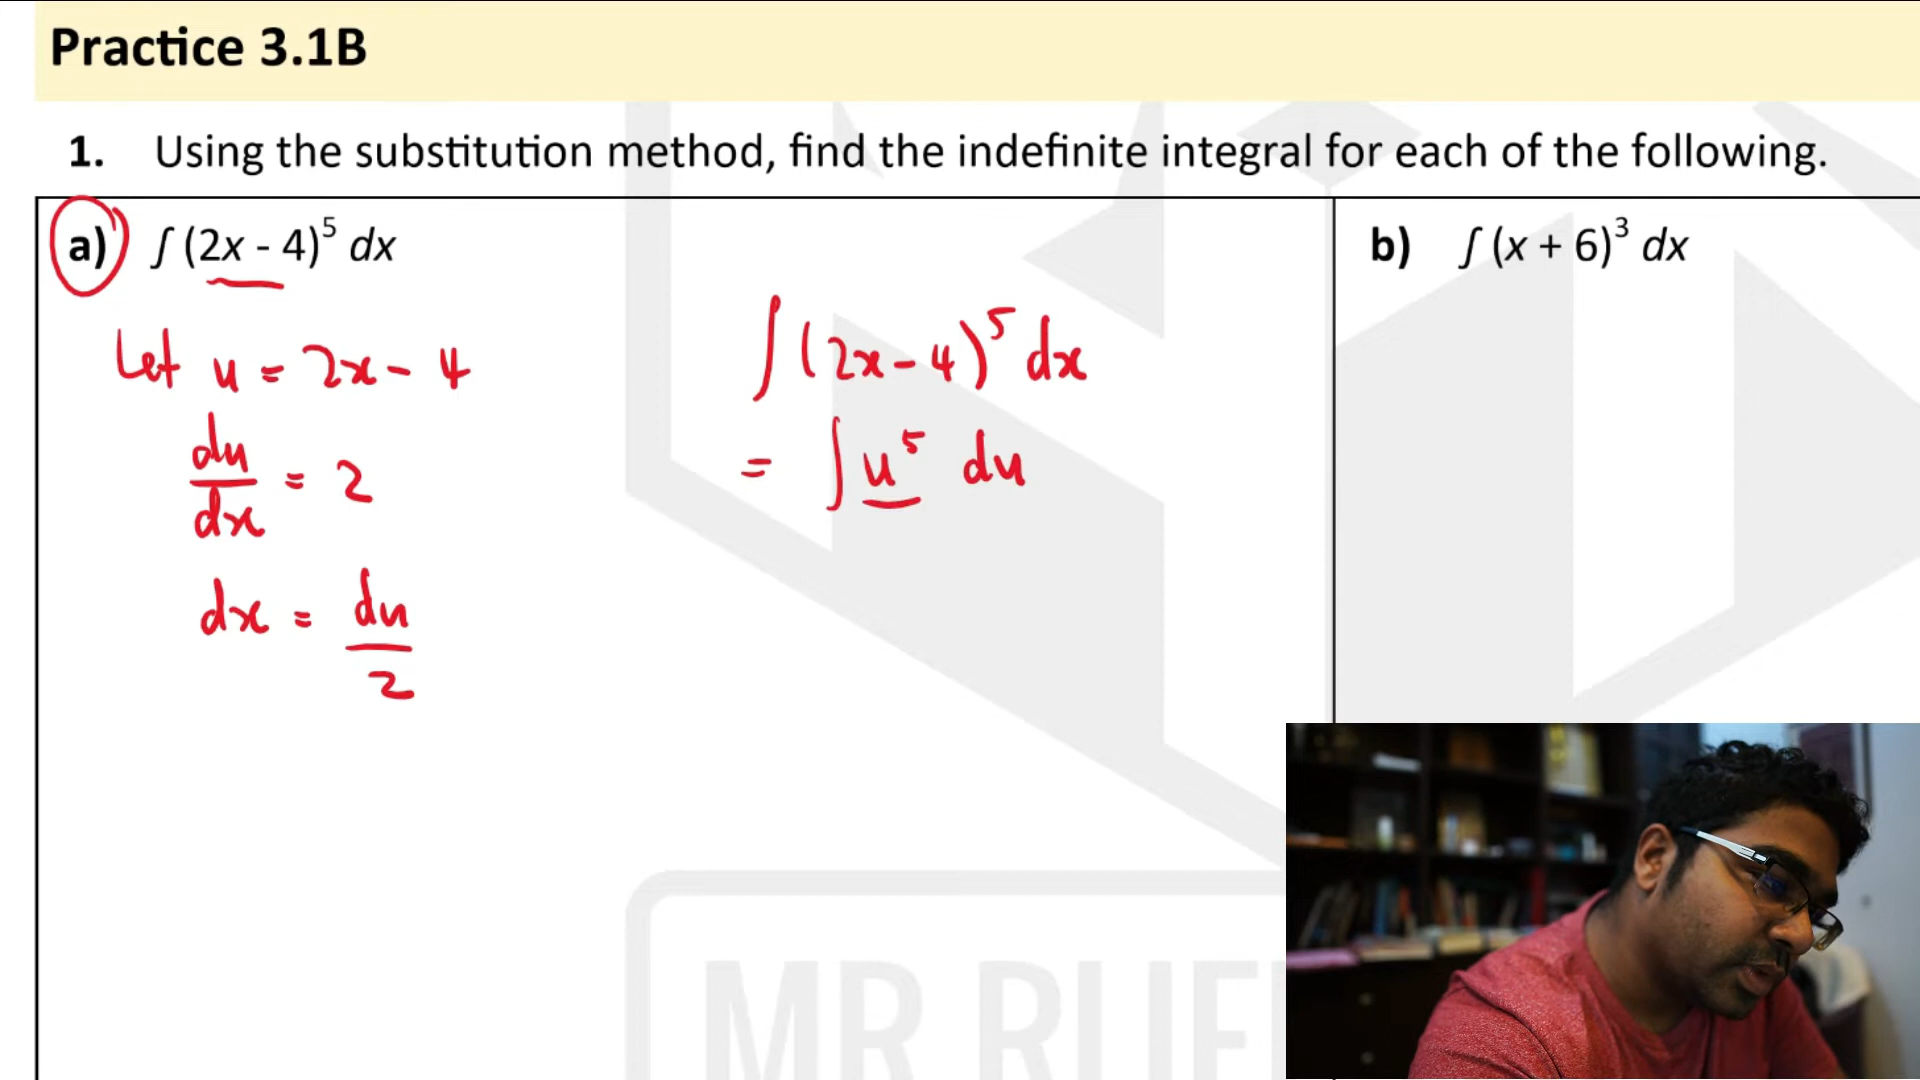 Practice 3.1B
1. Using the substitution method, find the indefinite integral for each of the following.
a) ∫ (2x - 4)⁵ dx
b) ∫ (x + 6)³ dx
Let u = 2x - 4
du/dx = 2
dx = du/2
∫ (2x - 4)⁵ dx
= ∫ u⁵ du
MR RUE